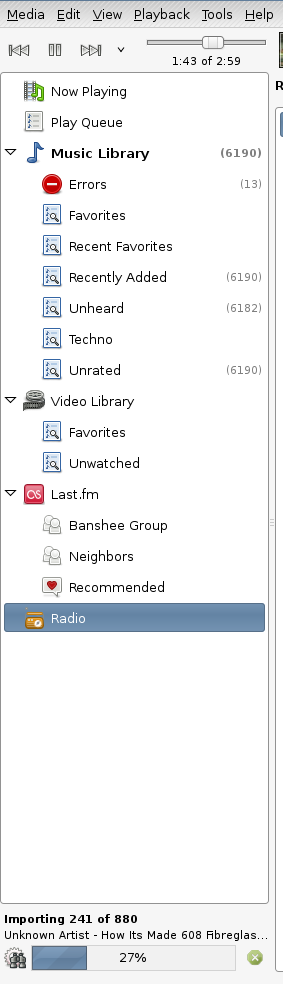 Media Edit View Playback Tools Help
1:43 of 2:59
Now Playing
Play Queue
Music Library (6190)
Errors (13)
Favorites
Recent Favorites
Recently Added (6190)
Unheard (6182)
Techno
Unrated (6190)
Video Library
Favorites
Unwatched
Last.fm
Banshee Group
Neighbors
Recommended
Radio
Importing 241 of 880
Unknown Artist - How Its Made 608 Fibreglas...
27%